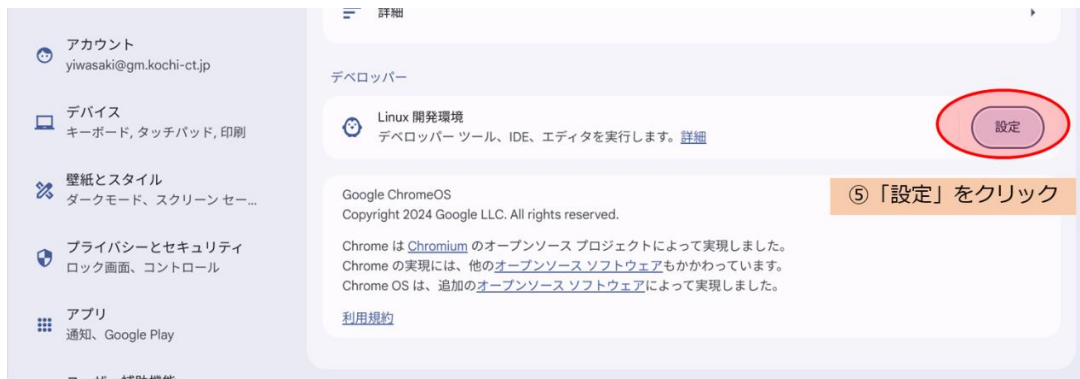 詳細
アカウント
yiwasaki@gm.kochi-ct.jp
デバイス
キーボード, タッチパッド, 印刷
壁紙とスタイル
ダークモード、スクリーン セー...
プライバシーとセキュリティ
ロック画面、コントロール
アプリ
通知、Google Play
デベロッパー
Linux 開発環境
デベロッパー ツール、IDE、エディタを実行します。詳細
設定
⑤「設定」をクリック
Google ChromeOS
Copyright 2024 Google LLC. All rights reserved.
Chrome は Chromium のオープンソース プロジェクトによって実現しました。
Chrome の実現には、他のオープンソース ソフトウェアもかかわっています。
Chrome OS は、追加のオープンソース ソフトウェアによって実現しました。
利用規約